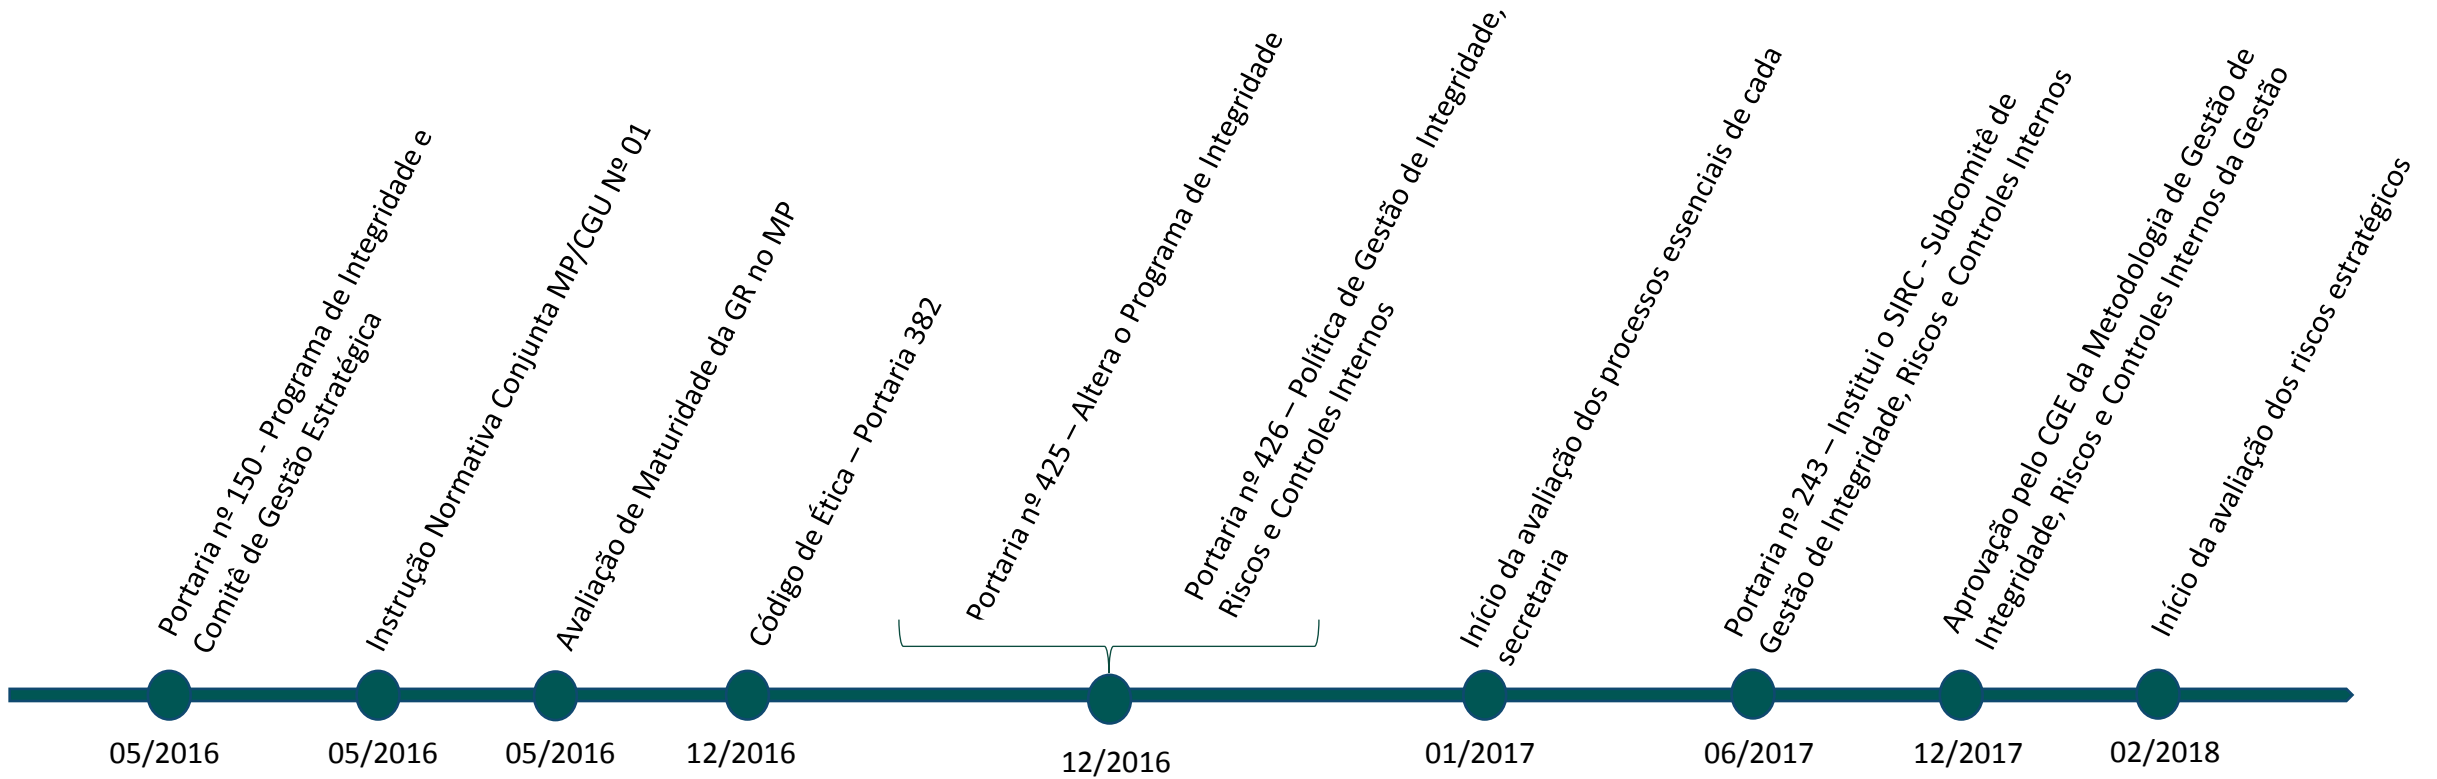 Portaria nº 150 - Programa de Integridade e
Comitê de Gestão Estratégica
Instrução Normativa Conjunta MP/CGU Nº 01
Avaliação de Maturidade da GR no MP
Código de Ética – Portaria 382
Portaria nº 425 – Altera o Programa de Integridade
Portaria nº 426 – Política de Gestão de Integridade,
Riscos e Controles Internos
Início da avaliação dos processos essenciais de cada
secretaria
Portaria nº 243 – Institui o SIRC - Subcomitê de
Gestão de Integridade, Riscos e Controles Internos
Aprovação pelo CGE da Metodologia de Gestão de
Integridade, Riscos e Controles Internos da Gestão
Início da avaliação dos riscos estratégicos
05/2016
05/2016
05/2016
12/2016
12/2016
01/2017
06/2017
12/2017
02/2018